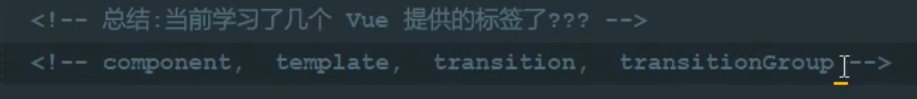 <!-- 总结:当前学习了几个 Vue 提供的标签了??? -->
<!-- component,  template,  transition,  transitionGroup -->